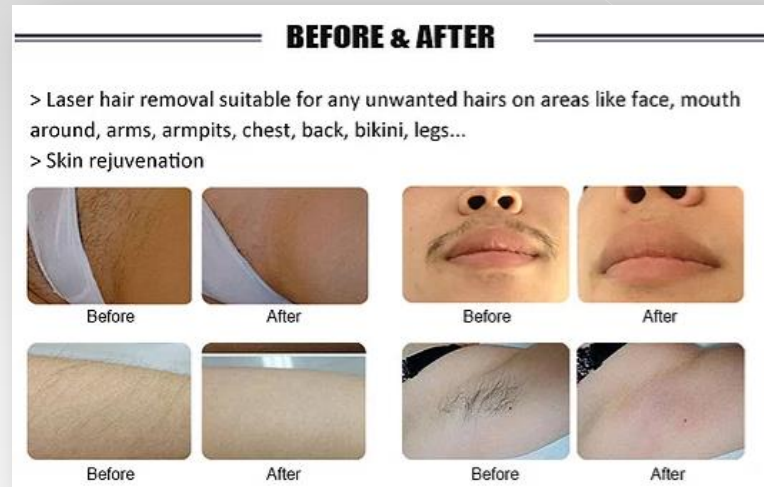 BEFORE & AFTER
> Laser hair removal suitable for any unwanted hairs on areas like face, mouth
around, arms, armpits, chest, back, bikini, legs...
> Skin rejuvenation
Before
After
Before
After
Before
After
Before
After